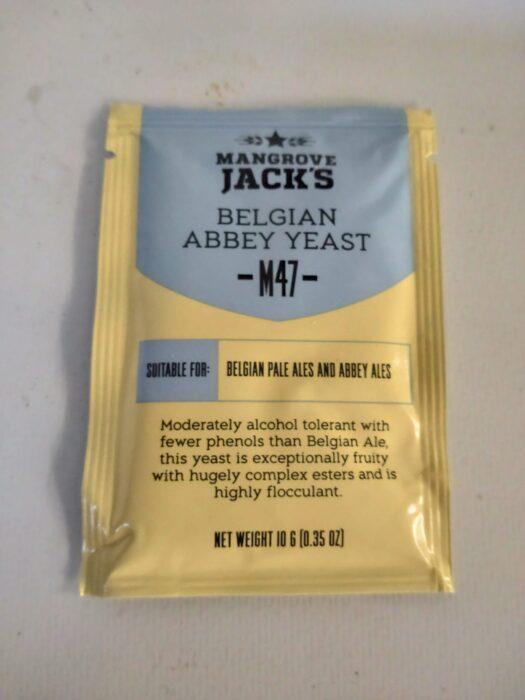 MANGROVE
JACK'S
BELGIAN
ABBEY YEAST
-M47-
SUITABLE FOR: BELGIAN PALE ALES AND ABBEY ALES
Moderately alcohol tolerant with
fewer phenols than Belgian Ale,
this yeast is exceptionally fruity
with hugely complex esters and is
highly flocculant.
NET WEIGHT 10 G (0.35 OZ)